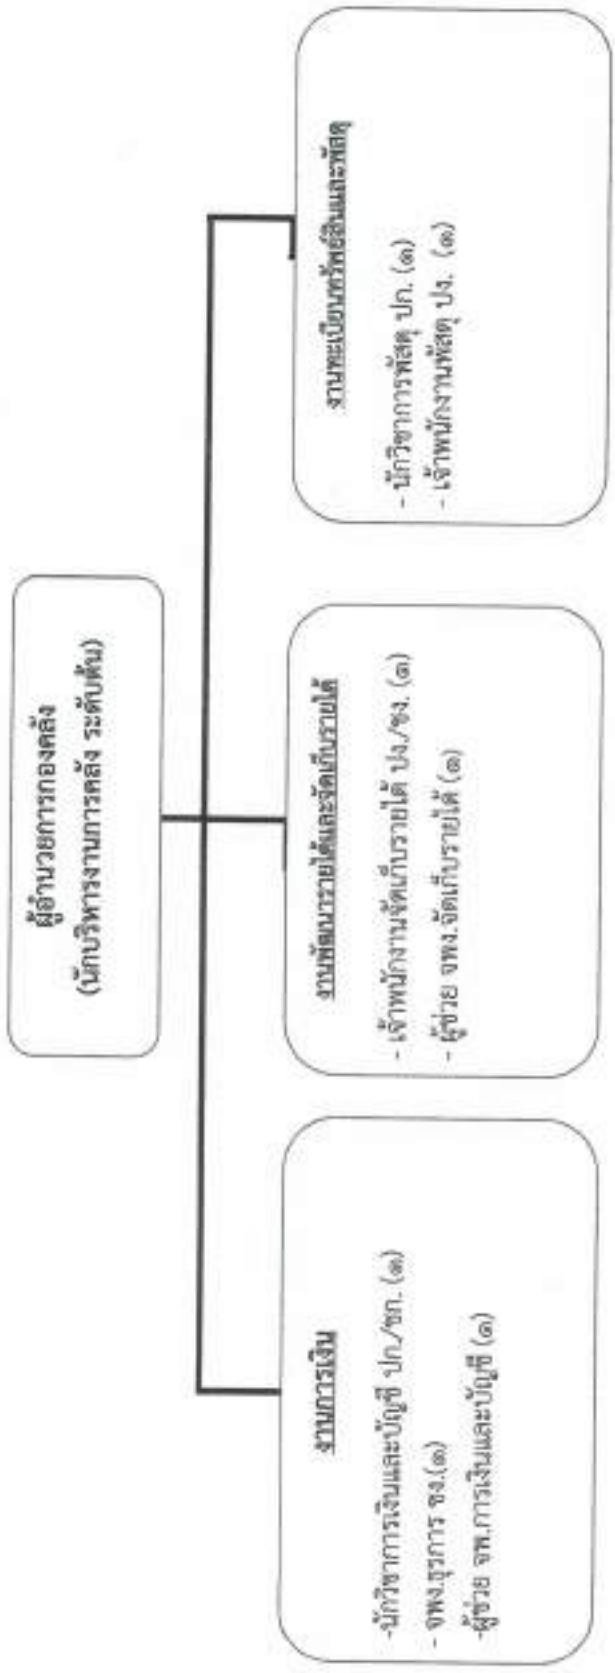 ผู้อำนวยการกองคลัง
(นักบริหารงานการคลัง ระดับต้น)
งานการเงิน
-นักวิชาการเงินและบัญชี ปก./ชก. (๑)
- จพง.ธุรการ ชง.(๑)
-ผู้ช่วย จพ.การเงินและบัญชี (๑)
งานพัฒนารายได้และจัดเก็บรายได้
- เจ้าพนักงานจัดเก็บรายได้ ปง./ชง. (๑)
- ผู้ช่วย จพง.จัดเก็บรายได้ (๑)
งานทะเบียนทรัพย์สินและพัสดุ
- นักวิชาการพัสดุ ปก. (๑)
- เจ้าพนักงานพัสดุ ปง. (๑)